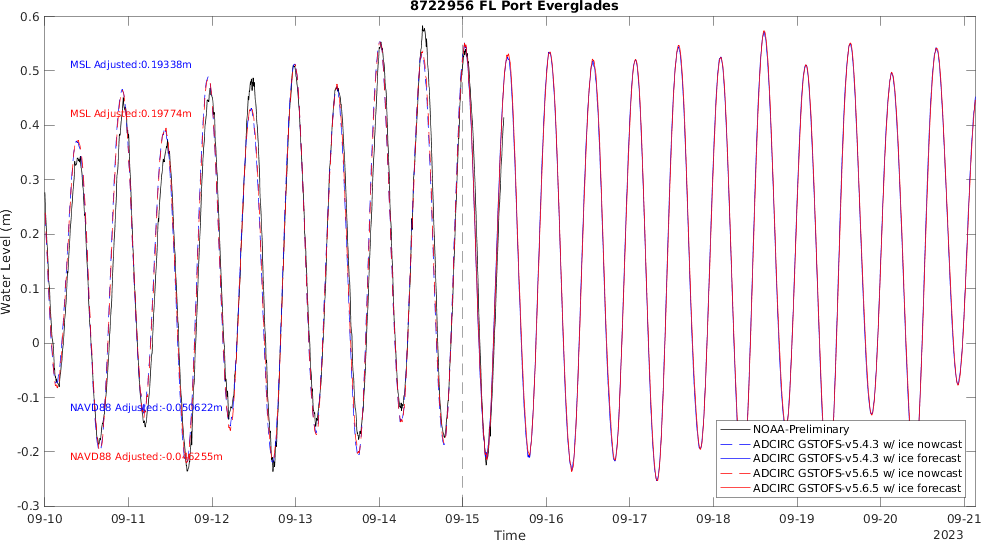 8722956 FL Port Everglades
0.6
0.5
0.4
0.3
0.2
0.1
0
-0.1
-0.2
-0.3
Water Level (m)
MSL Adjusted:0.19338m
MSL Adjusted:0.19774m
NAVD88 Adjusted:-0.050622m
NAVD88 Adjusted:-0.046255m
NOAA-Preliminary
ADCIRC GSTOFS-v5.4.3 w/ ice nowcast
ADCIRC GSTOFS-v5.4.3 w/ ice forecast
ADCIRC GSTOFS-v5.6.5 w/ ice nowcast
ADCIRC GSTOFS-v5.6.5 w/ ice forecast
09-10 09-11 09-12 09-13 09-14 09-15 09-16 09-17 09-18 09-19 09-20 09-21
Time
2023